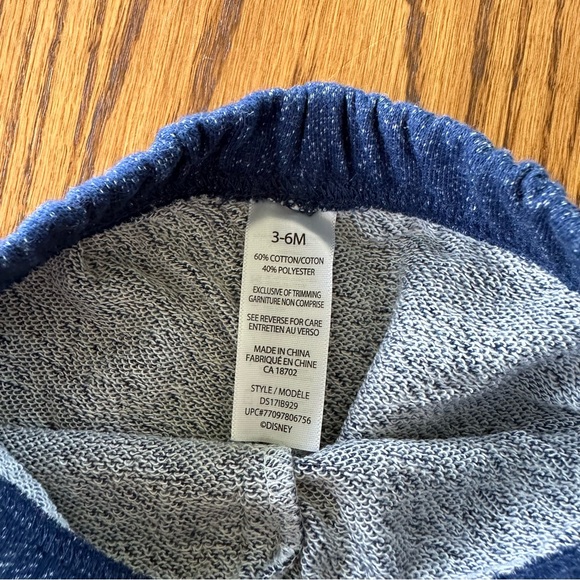 3-6M
60% COTTON/COTON
40% POLYESTER
EXCLUSIVE OF TRIMMING
GARNITURE NON COMPRISE
SEE REVERSE FOR CARE
ENTRETIEN AU VERSO
MADE IN CHINA
FABRIQUÉ EN CHINE
CA 18702
STYLE / MODÈLE
DS17IB929
UPC#77097806756
©DISNEY